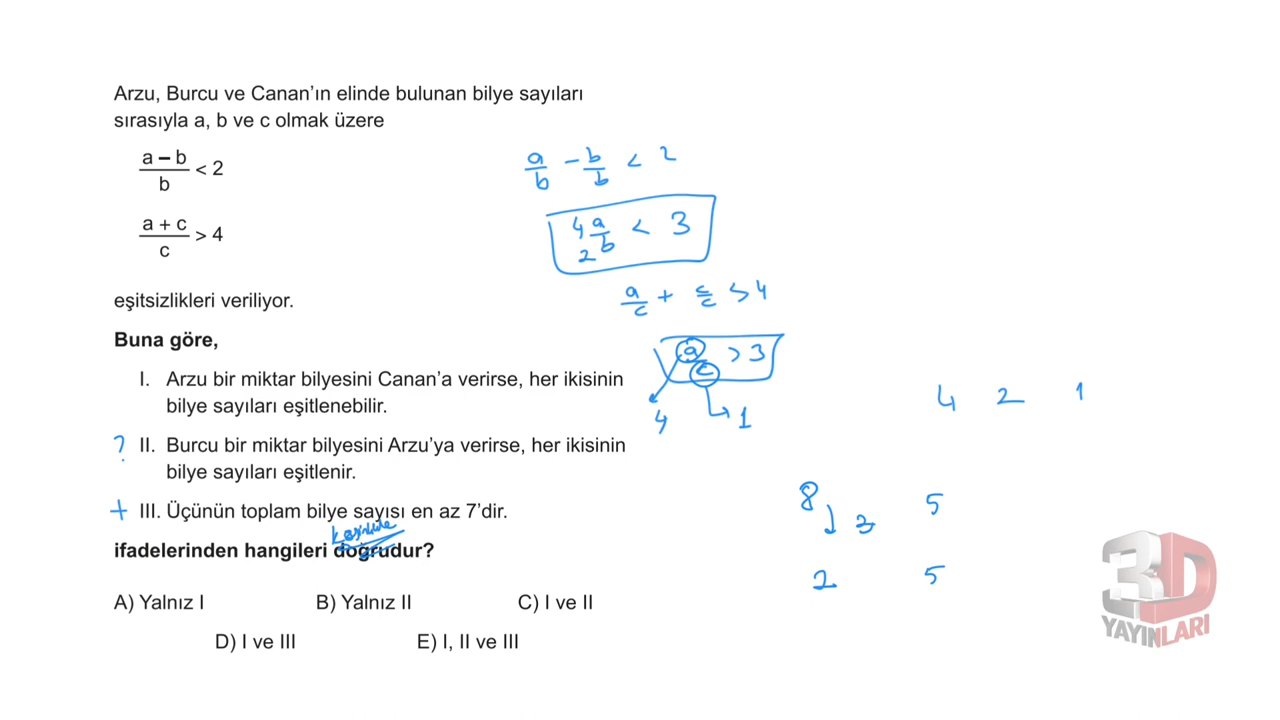 Arzu, Burcu ve Canan'ın elinde bulunan bilye sayıları
sırasıyla a, b ve c olmak üzere
a – b
b
< 2
a/b – b/b < 2
4 a/b < 3
2
a + c
c
> 4
a/c + c/c > 4
eşitsizlikleri veriliyor.
Buna göre,
a/c > 3
4
1
4 2 1
I. Arzu bir miktar bilyesini Canan'a verirse, her ikisinin
bilye sayıları eşitlenebilir.
? II. Burcu bir miktar bilyesini Arzu'ya verirse, her ikisinin
bilye sayıları eşitlenir.
8 3 5
2 5
+ III. Üçünün toplam bilye sayısı en az 7'dir.
kesinlikle
ifadelerinden hangileri doğrudur?
A) Yalnız I B) Yalnız II C) I ve II
D) I ve III E) I, II ve III
3D
YAYINLARI